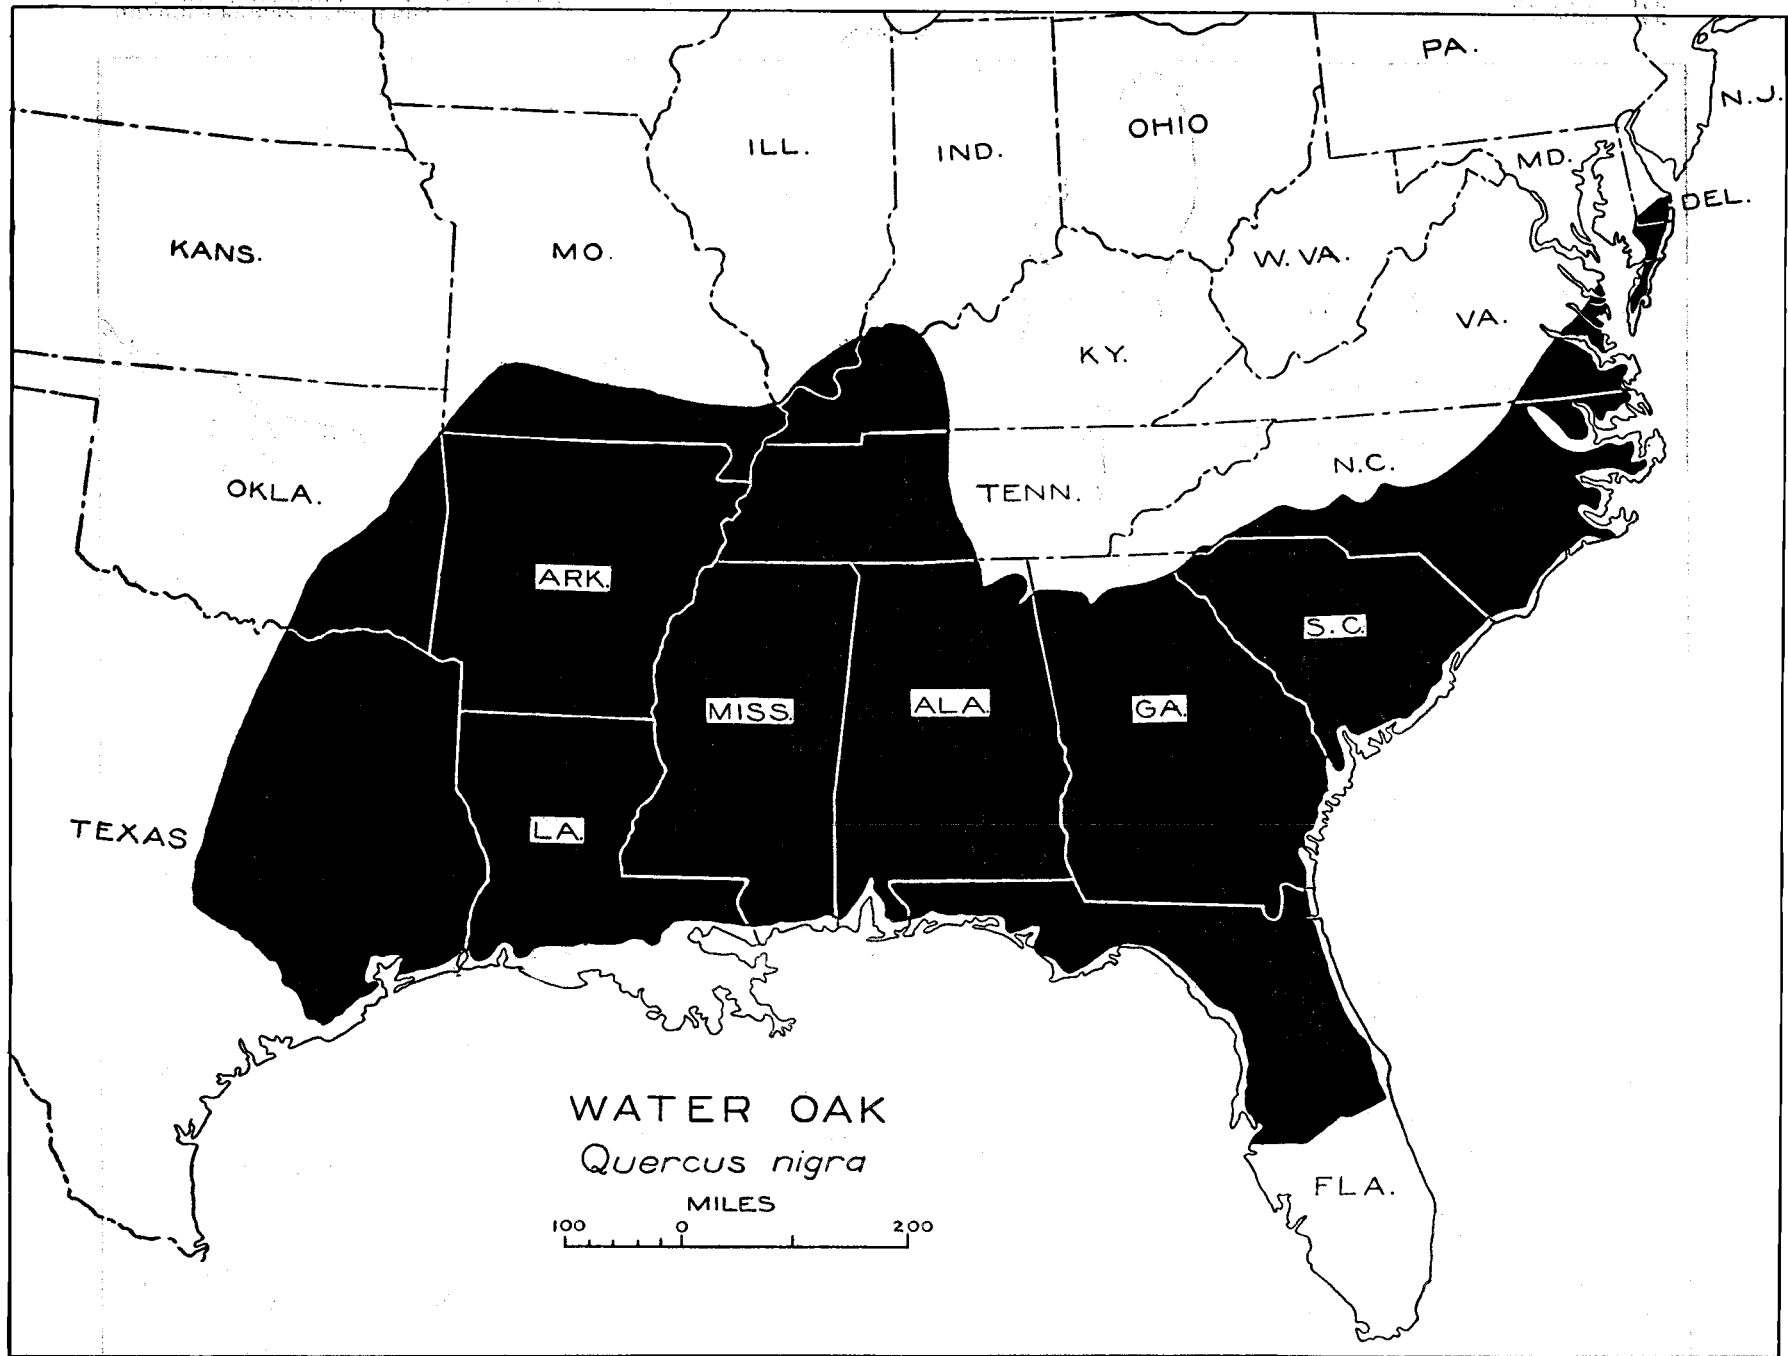 PA.
N.J.
OHIO
ILL.
IND.
MD.
DEL.
KANS.
MO.
W.VA.
VA.
KY.
OKLA.
TENN.
N.C.
ARK.
S.C.
MISS.
ALA.
GA.
TEXAS
LA.
WATER OAK
Quercus nigra
MILES
100 0 200
FLA.